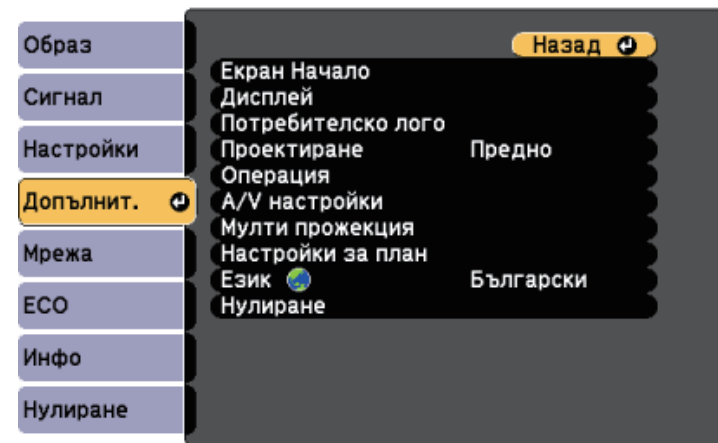 Образ
Сигнал
Настройки
Допълнит.
Мрежа
ECO
Инфо
Нулиране
Назад
Екран Начало
Дисплей
Потребителско лого
Проектиране Предно
Операция
A/V настройки
Мулти прожекция
Настройки за план
Език Български
Нулиране